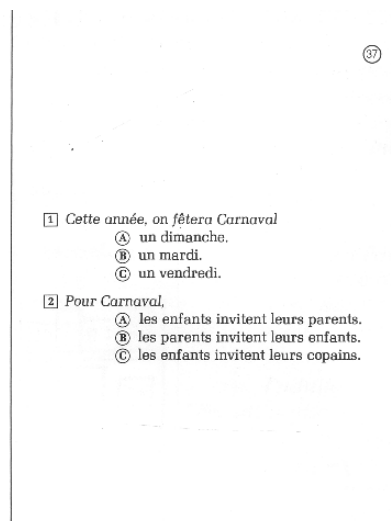 37
1 Cette année, on fêtera Carnaval
A un dimanche.
B un mardi.
C un vendredi.
2 Pour Carnaval,
A les enfants invitent leurs parents.
B les parents invitent leurs enfants.
C les enfants invitent leurs copains.